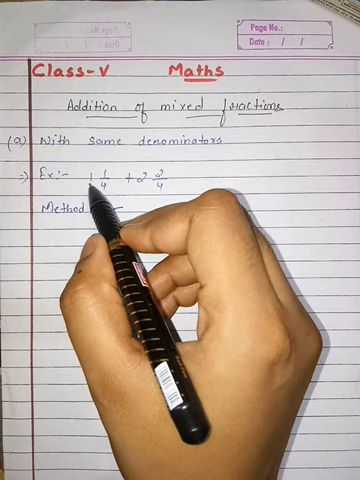 Page No.:
Date: / /
Class-V Maths
Addition of mixed fractions
(a) With same denominators
=) Ex:- 1 1/4 + 2 2/4
Method